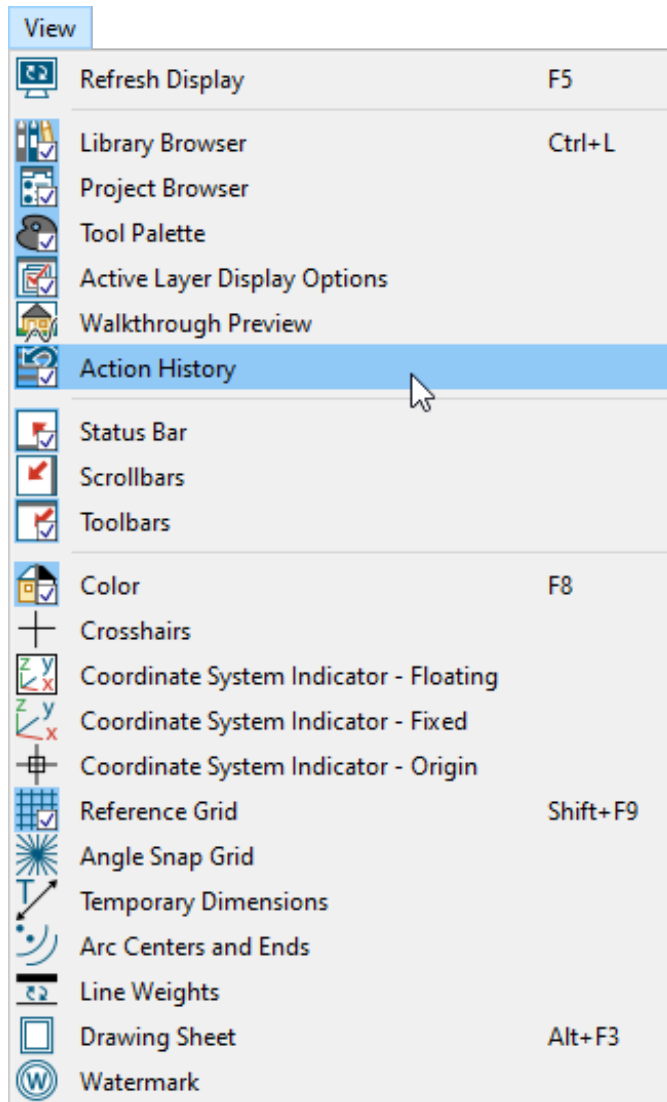 View
Refresh Display F5
Library Browser Ctrl+L
Project Browser
Tool Palette
Active Layer Display Options
Walkthrough Preview
Action History
Status Bar
Scrollbars
Toolbars
Color F8
Crosshairs
Coordinate System Indicator - Floating
Coordinate System Indicator - Fixed
Coordinate System Indicator - Origin
Reference Grid Shift+F9
Angle Snap Grid
Temporary Dimensions
Arc Centers and Ends
Line Weights
Drawing Sheet Alt+F3
Watermark